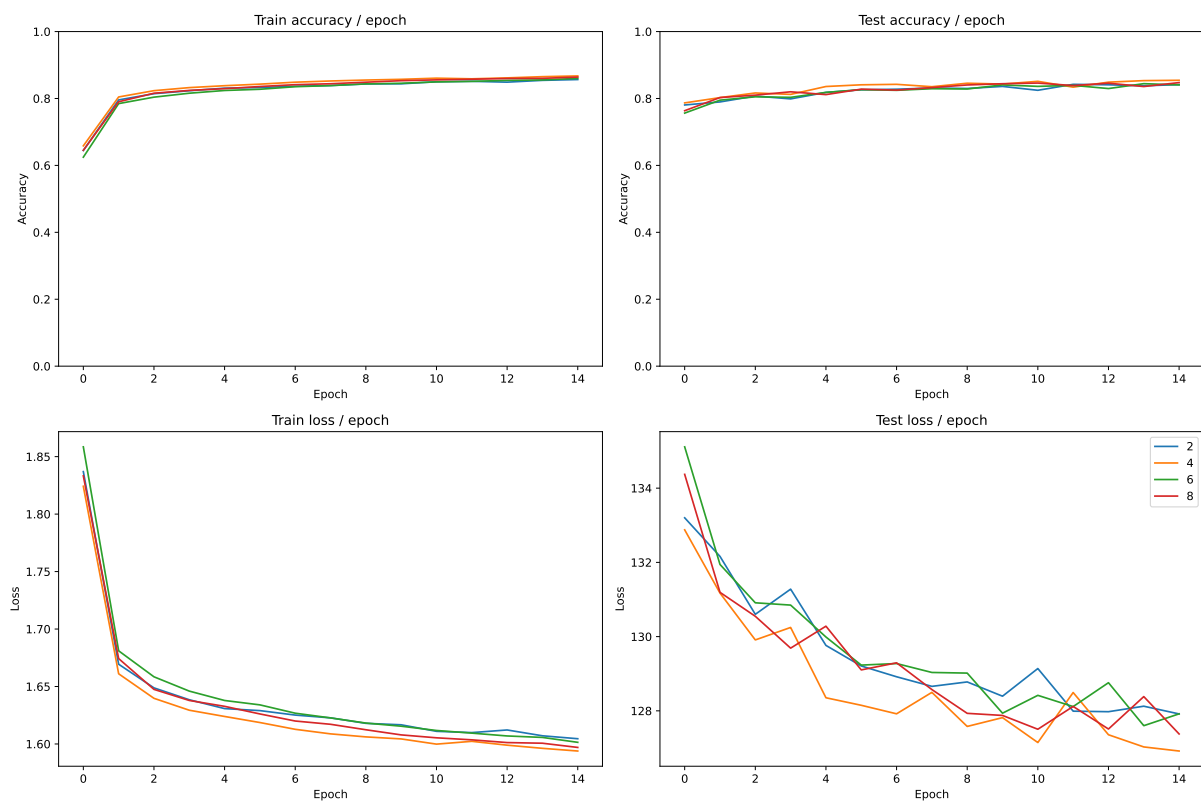 Train accuracy / epoch
1.0
0.8
0.6
0.4
0.2
0.0
Accuracy
0 2 4 6 8 10 12 14
Epoch
Test accuracy / epoch
1.0
0.8
0.6
0.4
0.2
0.0
Accuracy
0 2 4 6 8 10 12 14
Epoch
Train loss / epoch
1.85
1.80
1.75
1.70
1.65
1.60
Loss
0 2 4 6 8 10 12 14
Epoch
Test loss / epoch
134
132
130
128
Loss
0 2 4 6 8 10 12 14
Epoch
2
4
6
8